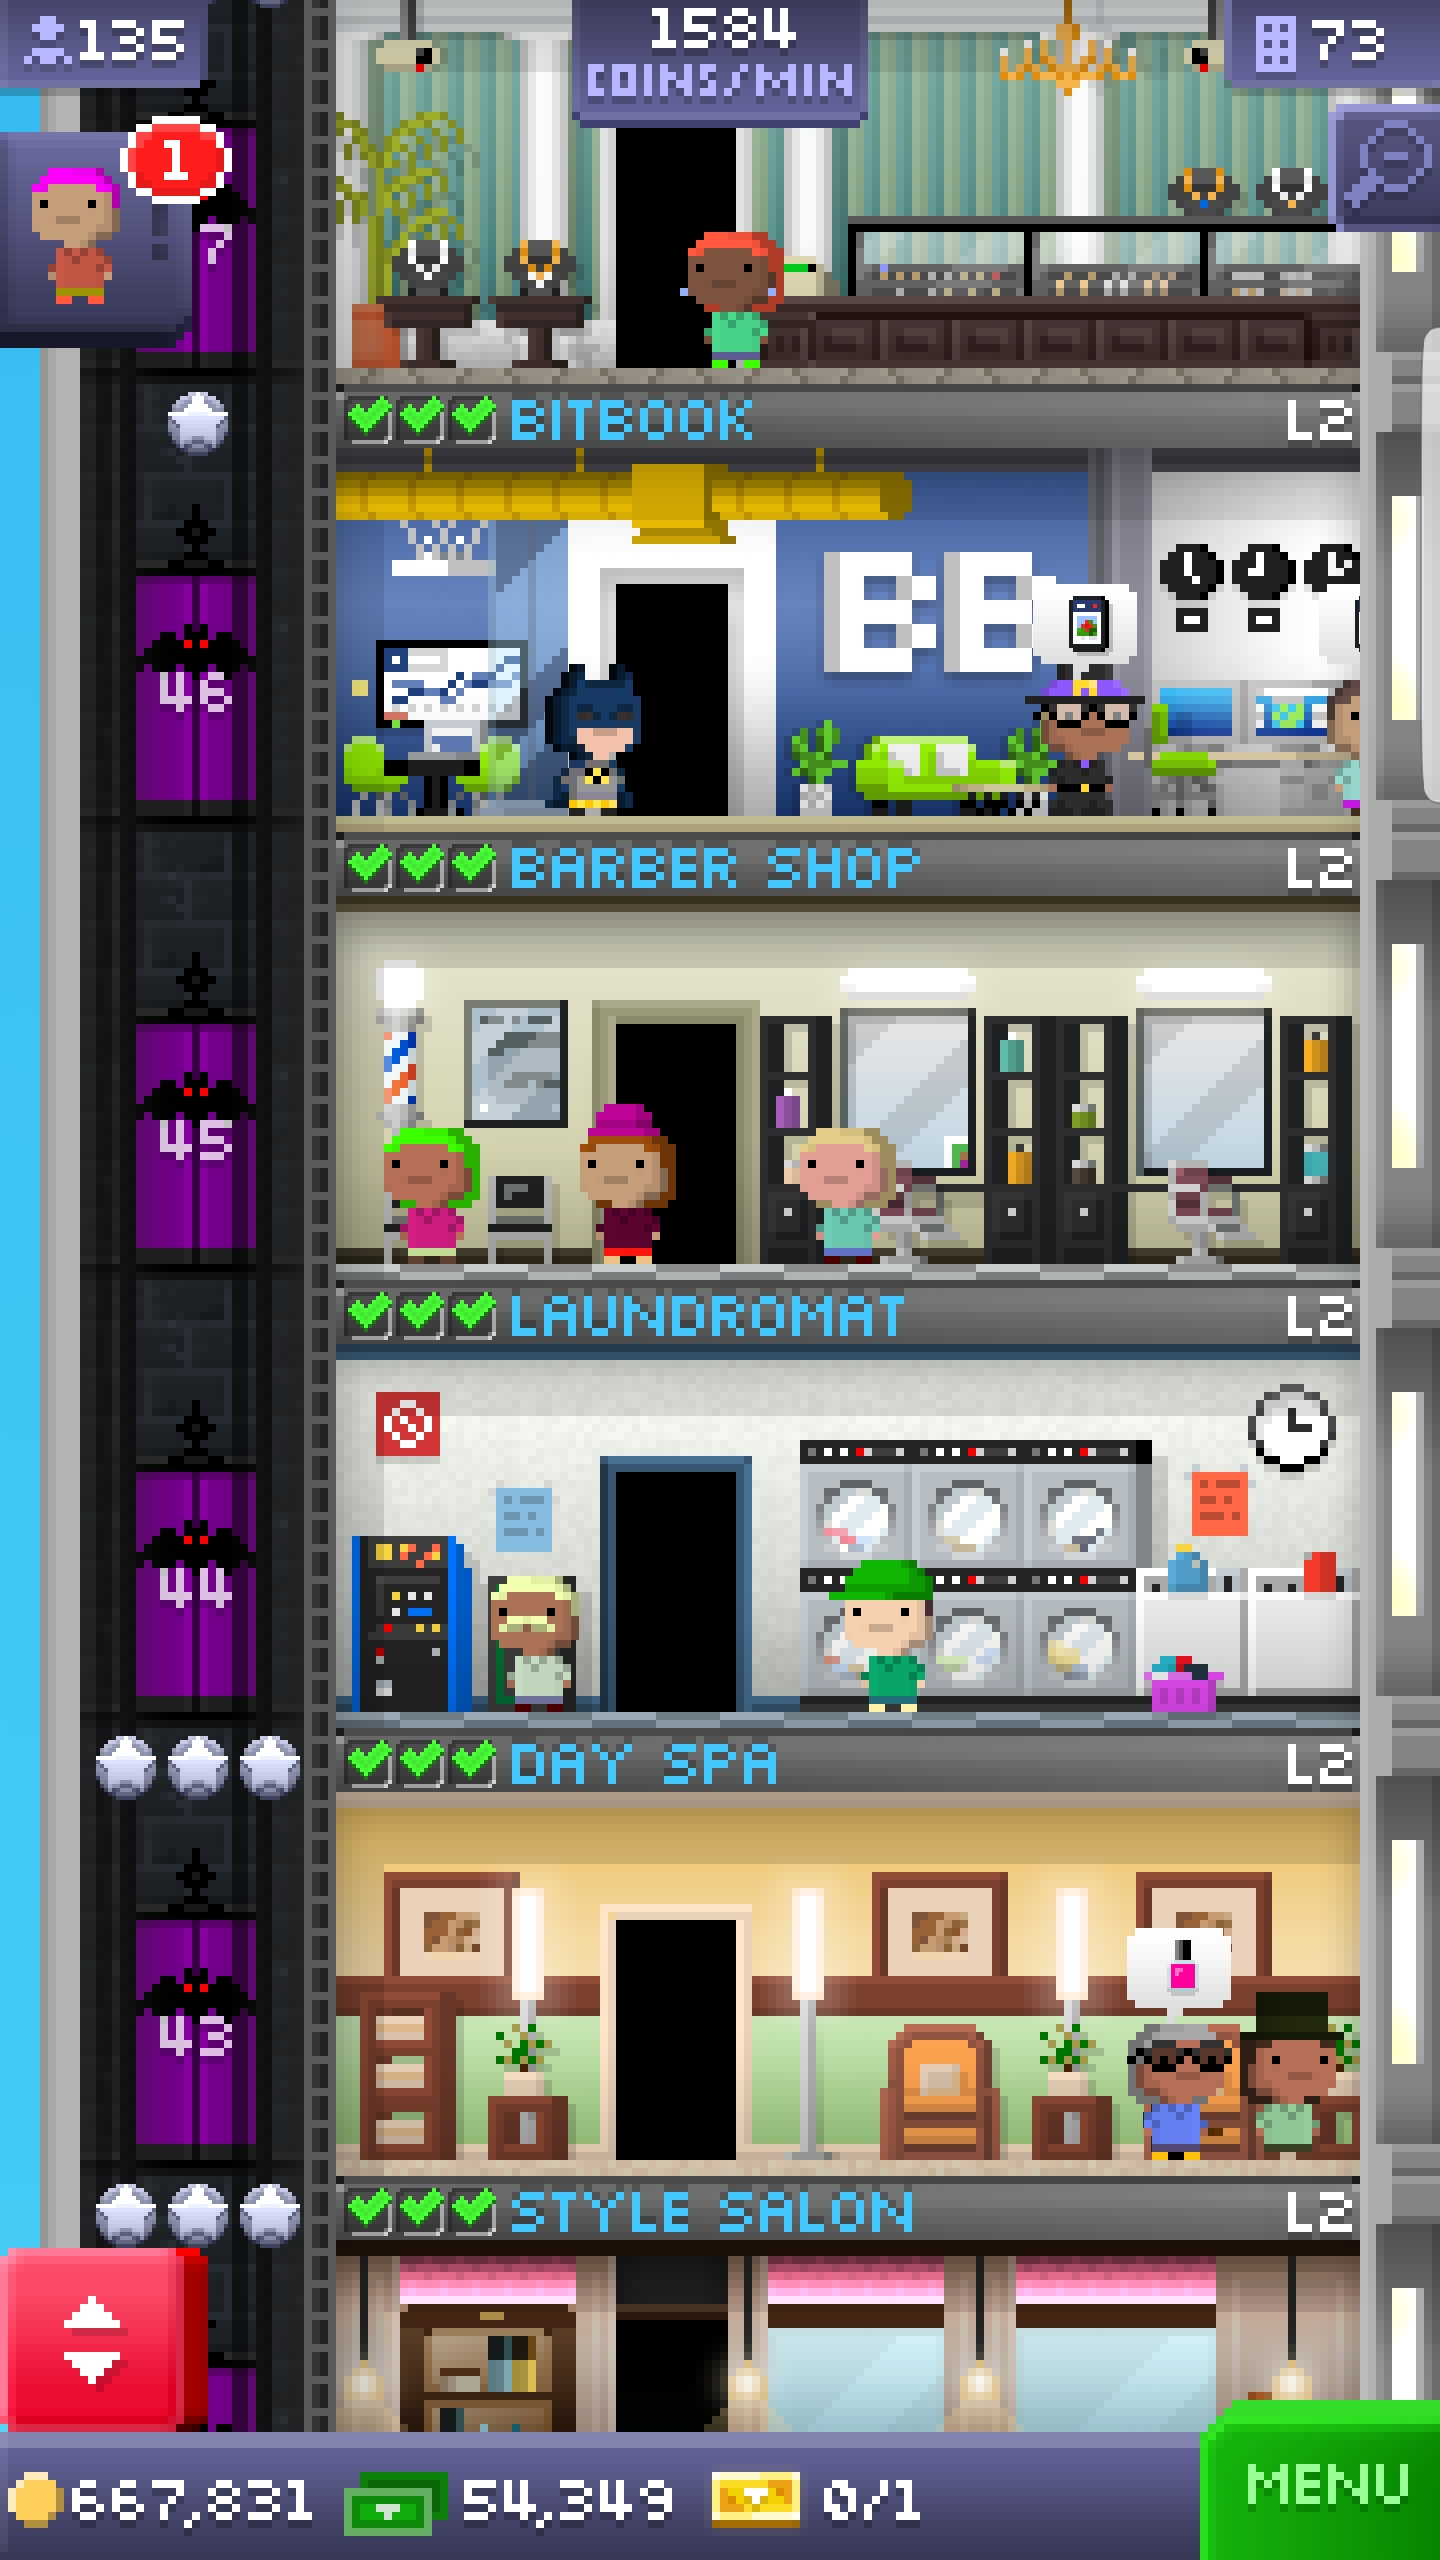 135
1584
COINS/MIN
73
1
7
BITBOOK L2
BE
46
BARBER SHOP L2
45
LAUNDROMAT L2
44
DAY SPA L2
43
STYLE SALON L2
667,831 54,349 0/1
MENU